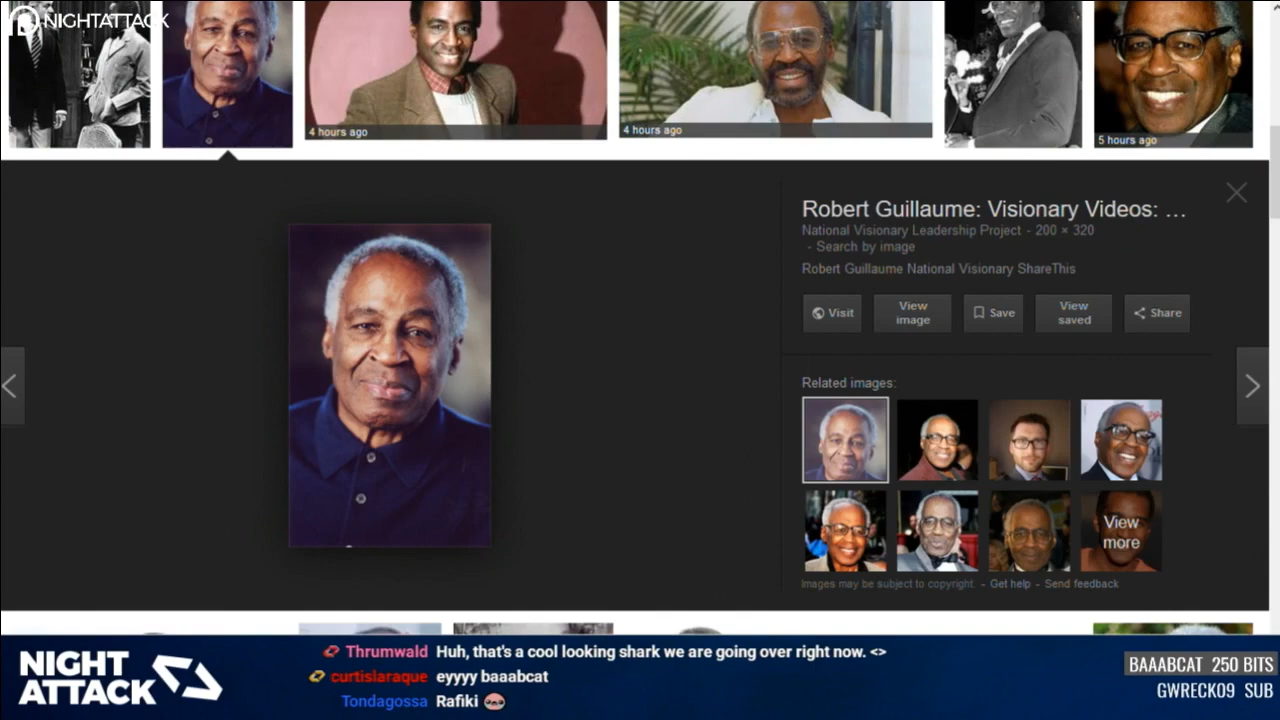 NIGHTATTACK
4 hours ago
4 hours ago
5 hours ago
Robert Guillaume: Visionary Videos: ...
National Visionary Leadership Project - 200 × 320
- Search by image
Robert Guillaume National Visionary ShareThis
Visit
View
image
Save
View
saved
Share
Related images:
View
more
Images may be subject to copyright. - Get help - Send feedback
NIGHT
ATTACK
Thrumwald Huh, that's a cool looking shark we are going over right now. <>
curtislaraque eyyyy baaabcat
Tondagossa Rafiki
BAAABCAT 250 BITS
GWRECK09 SUB